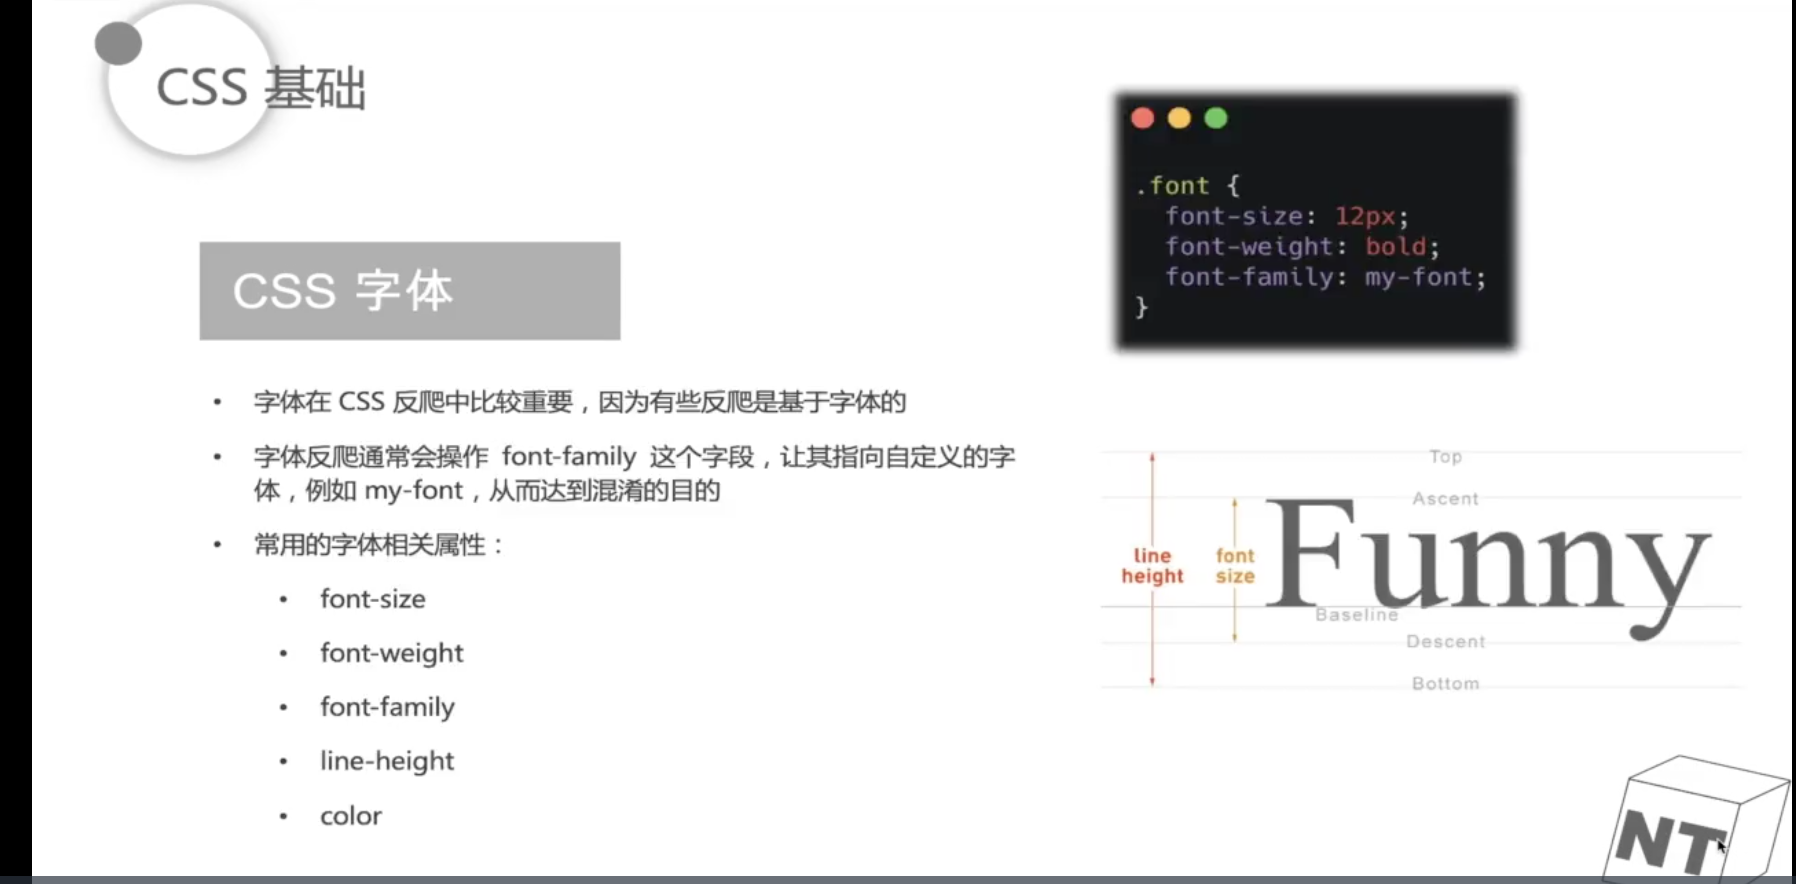 CSS 基础
CSS 字体
• 字体在 CSS 反爬中比较重要，因为有些反爬是基于字体的
• 字体反爬通常会操作 font-family 这个字段，让其指向自定义的字
体，例如 my-font，从而达到混淆的目的
• 常用的字体相关属性：
• font-size
• font-weight
• font-family
• line-height
• color
.font {
font-size: 12px;
font-weight: bold;
font-family: my-font;
}
Top
Ascent
line
height
font
size
Funny
Baseline
Descent
Bottom
NT